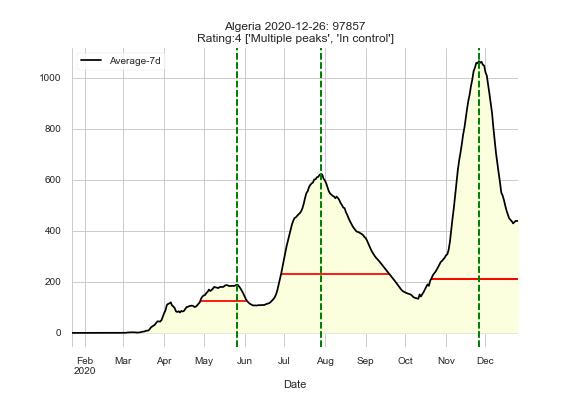 Algeria 2020-12-26: 97857
Rating:4 ['Multiple peaks', 'In control']
Average-7d
1000
800
600
400
200
0
Feb Mar Apr May Jun Jul Aug Sep Oct Nov Dec
2020
Date